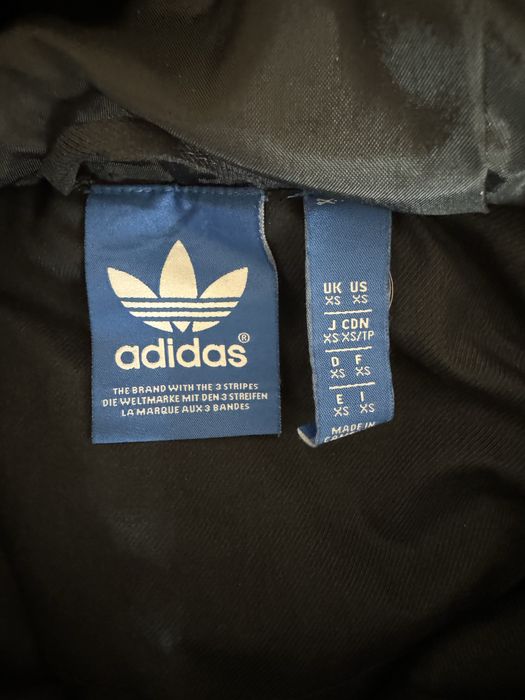 adidas®
THE BRAND WITH THE 3 STRIPES
DIE WELTMARKE MIT DEN 3 STREIFEN
LA MARQUE AUX 3 BANDES
UK US
XS XS
J CDN
XS XS/TP
D F
XS XS
E I
XS XS
MADE IN